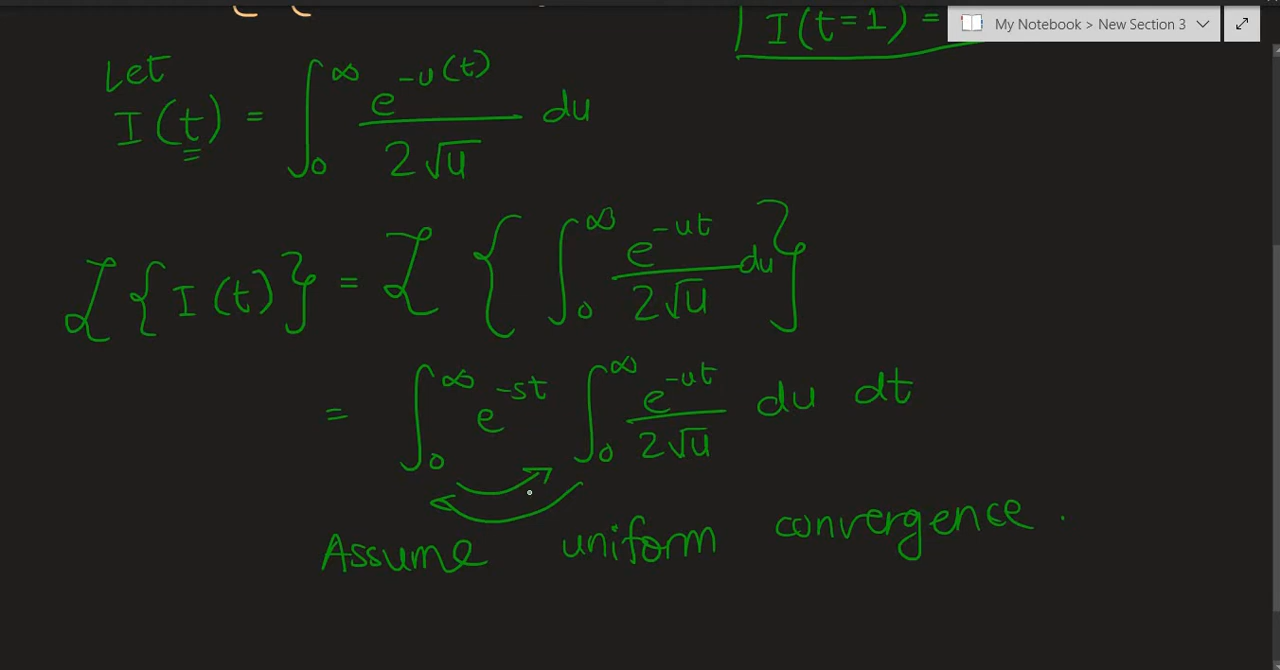 I(t=1) =
My Notebook > New Section 3
Let
I(t) = ∫₀^∞ e^{-u(t)} / 2√u du
ℒ{I(t)} = ℒ { ∫₀^∞ e^{-ut} / 2√u du }
= ∫₀^∞ e^{-st} ∫₀^∞ e^{-ut} / 2√u du dt
Assume uniform convergence.